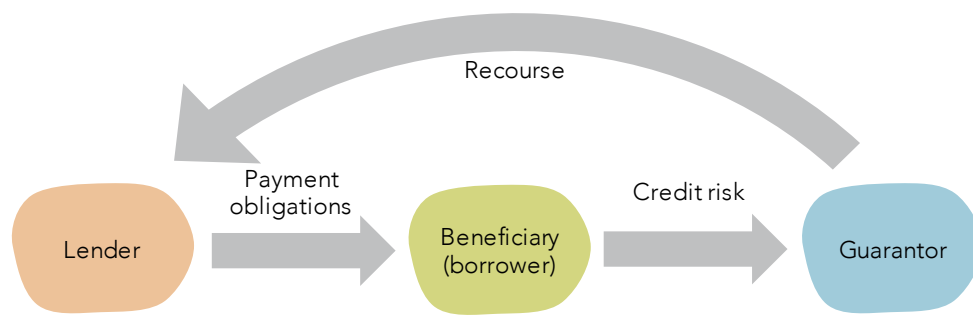 Recourse
Payment
obligations
Credit risk
Lender
Beneficiary
(borrower)
Guarantor